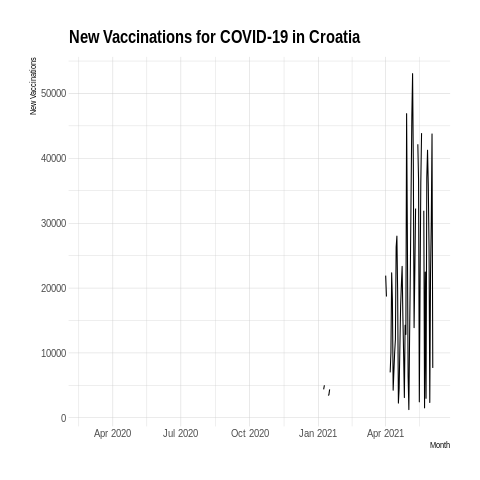 New Vaccinations for COVID-19 in Croatia
New Vaccinations
50000
40000
30000
20000
10000
0
Apr 2020 Jul 2020 Oct 2020 Jan 2021 Apr 2021
Month